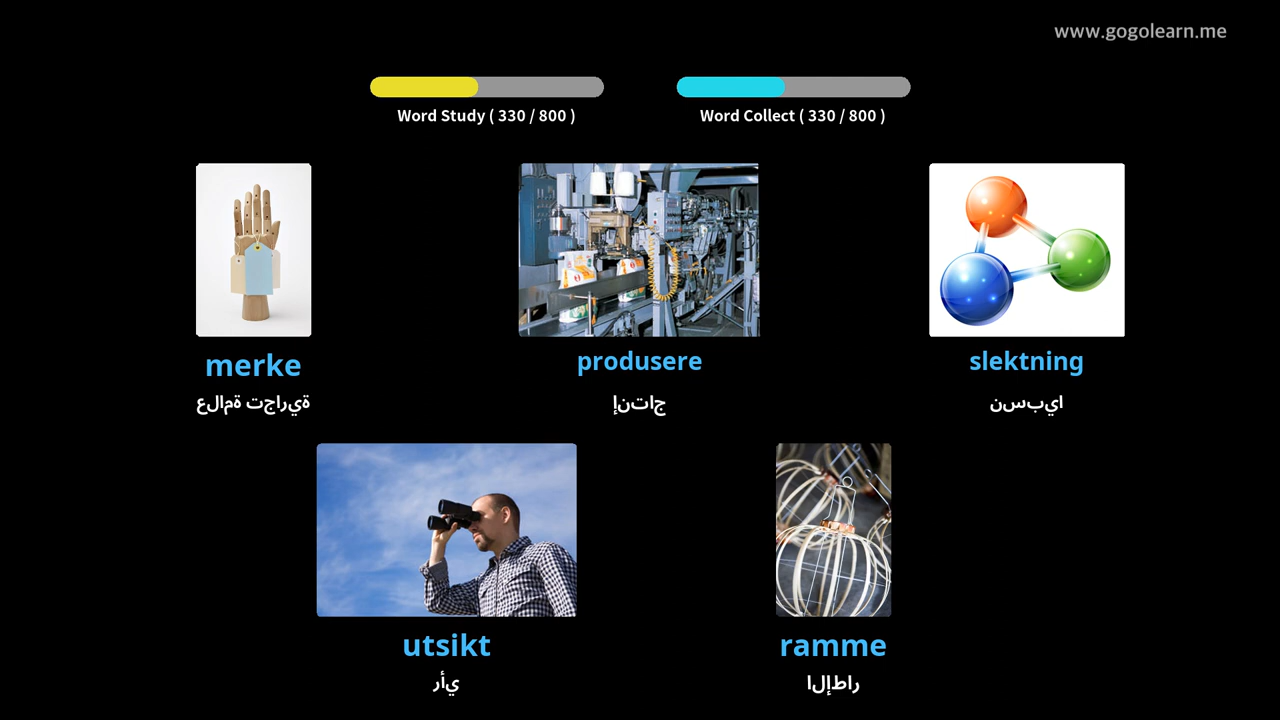 www.gogolearn.me
Word Study ( 330 / 800 )
Word Collect ( 330 / 800 )
merke
علامة تجارية
produsere
إنتاج
slektning
نسبيا
utsikt
رأي
ramme
الإطار